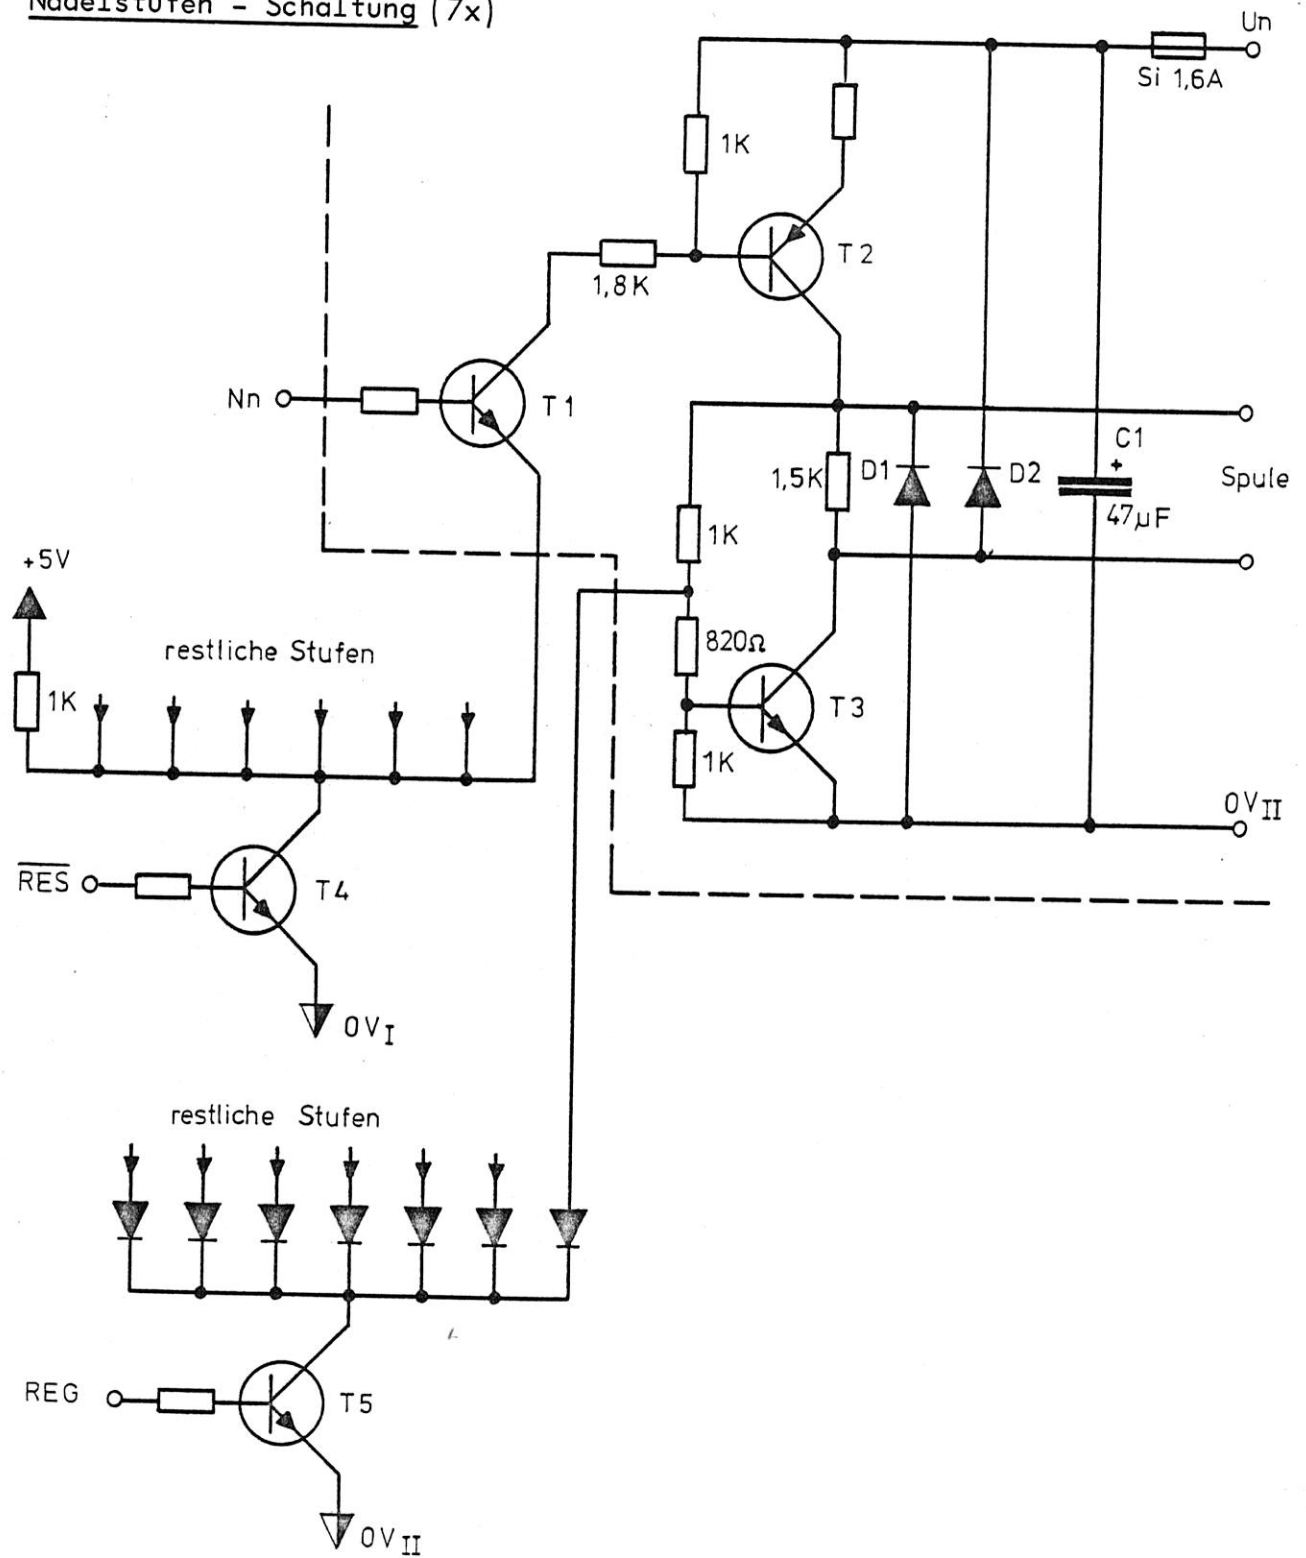 Nadelstufen - Schaltung (7x)
Un
Si 1,6A
1K
T2
1,8K
Nn
T1
C1
+
1,5K
D1
D2
Spule
47µF
1K
+5V
restliche Stufen
820Ω
1K
T3
1K
0VII
RES
T4
0VI
restliche Stufen
REG
T5
0VII